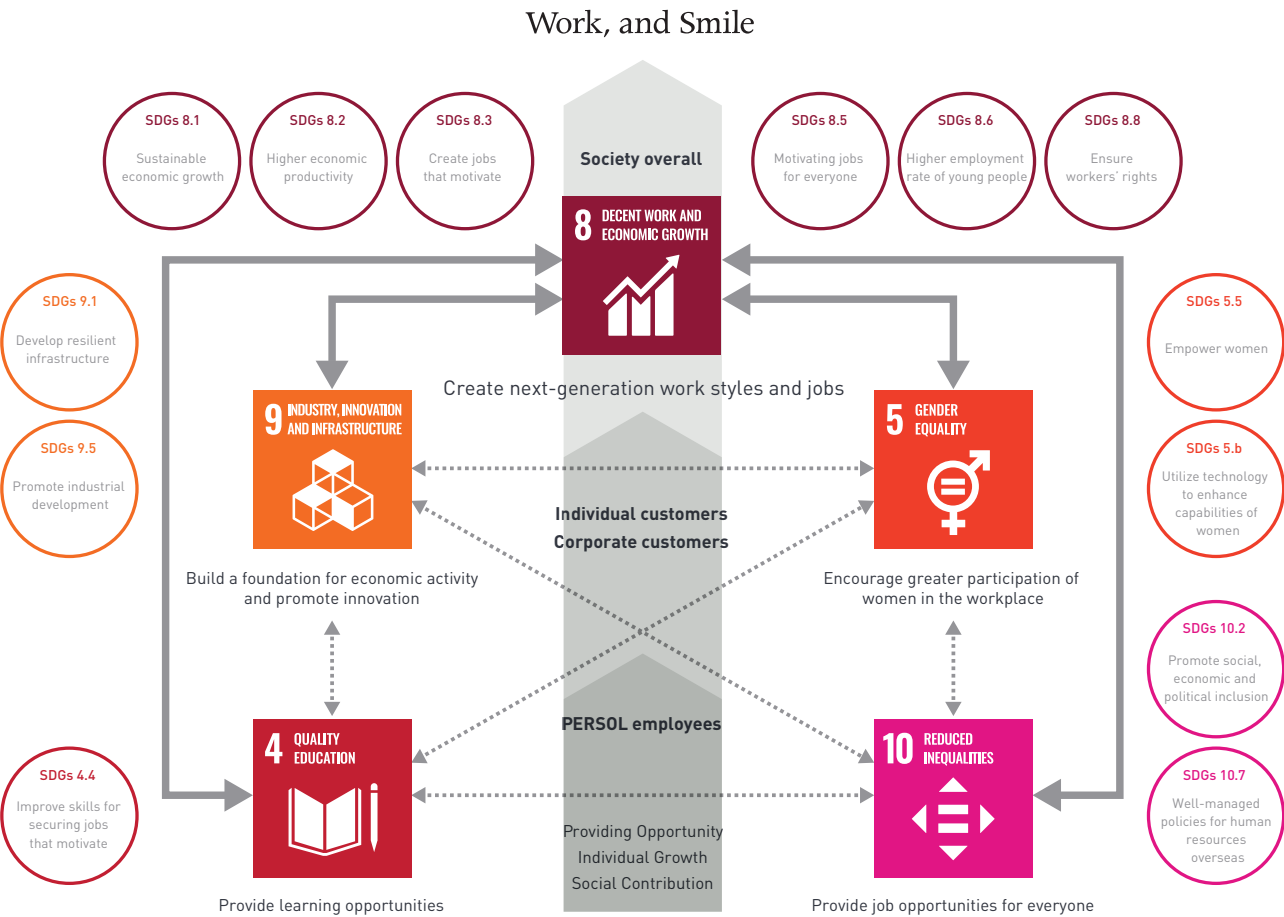 Work, and Smile
SDGs 8.1
Sustainable
economic growth
SDGs 8.2
Higher economic
productivity
SDGs 8.3
Create jobs
that motivate
Society overall
SDGs 8.5
Motivating jobs
for everyone
SDGs 8.6
Higher employment
rate of young people
SDGs 8.8
Ensure
workers' rights
8 DECENT WORK AND
ECONOMIC GROWTH
SDGs 9.1
Develop resilient
infrastructure
SDGs 5.5
Empower women
Create next-generation work styles and jobs
9 INDUSTRY, INNOVATION
AND INFRASTRUCTURE
5 GENDER
EQUALITY
SDGs 9.5
Promote industrial
development
SDGs 5.b
Utilize technology
to enhance
capabilities of
women
Individual customers
Corporate customers
Build a foundation for economic activity
and promote innovation
Encourage greater participation of
women in the workplace
SDGs 10.2
Promote social,
economic and
political inclusion
PERSOL employees
4 QUALITY
EDUCATION
10 REDUCED
INEQUALITIES
SDGs 4.4
Improve skills for
securing jobs
that motivate
SDGs 10.7
Well-managed
policies for human
resources
overseas
Providing Opportunity
Individual Growth
Social Contribution
Provide learning opportunities
Provide job opportunities for everyone